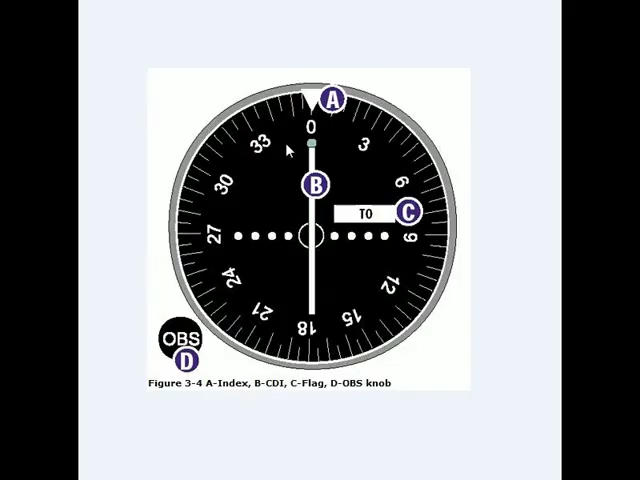 A
0
33
3
B
30
6
TO
C
27
9
24
12
21
15
18
OBS
D
Figure 3-4 A-Index, B-CDI, C-Flag, D-OBS knob